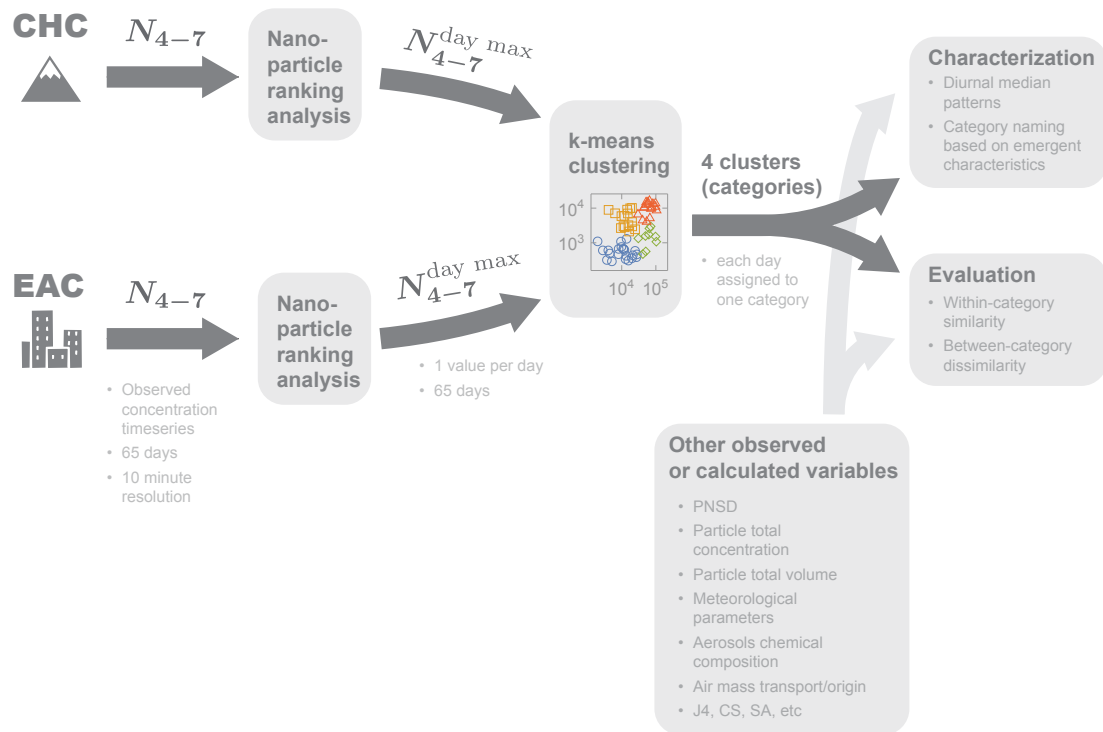 CHC
N4−7
Nano-
particle
ranking
analysis
N4−7 day max
k-means
clustering
10^4
10^3
10^4 10^5
4 clusters
(categories)
• each day
assigned to
one category
Characterization
• Diurnal median
patterns
• Category naming
based on emergent
characteristics
Evaluation
• Within-category
similarity
• Between-category
dissimilarity
EAC
N4−7
• Observed
concentration
timeseries
• 65 days
• 10 minute
resolution
Nano-
particle
ranking
analysis
N4−7 day max
• 1 value per day
• 65 days
Other observed
or calculated variables
• PNSD
• Particle total
concentration
• Particle total volume
• Meteorological
parameters
• Aerosols chemical
composition
• Air mass transport/origin
• J4, CS, SA, etc